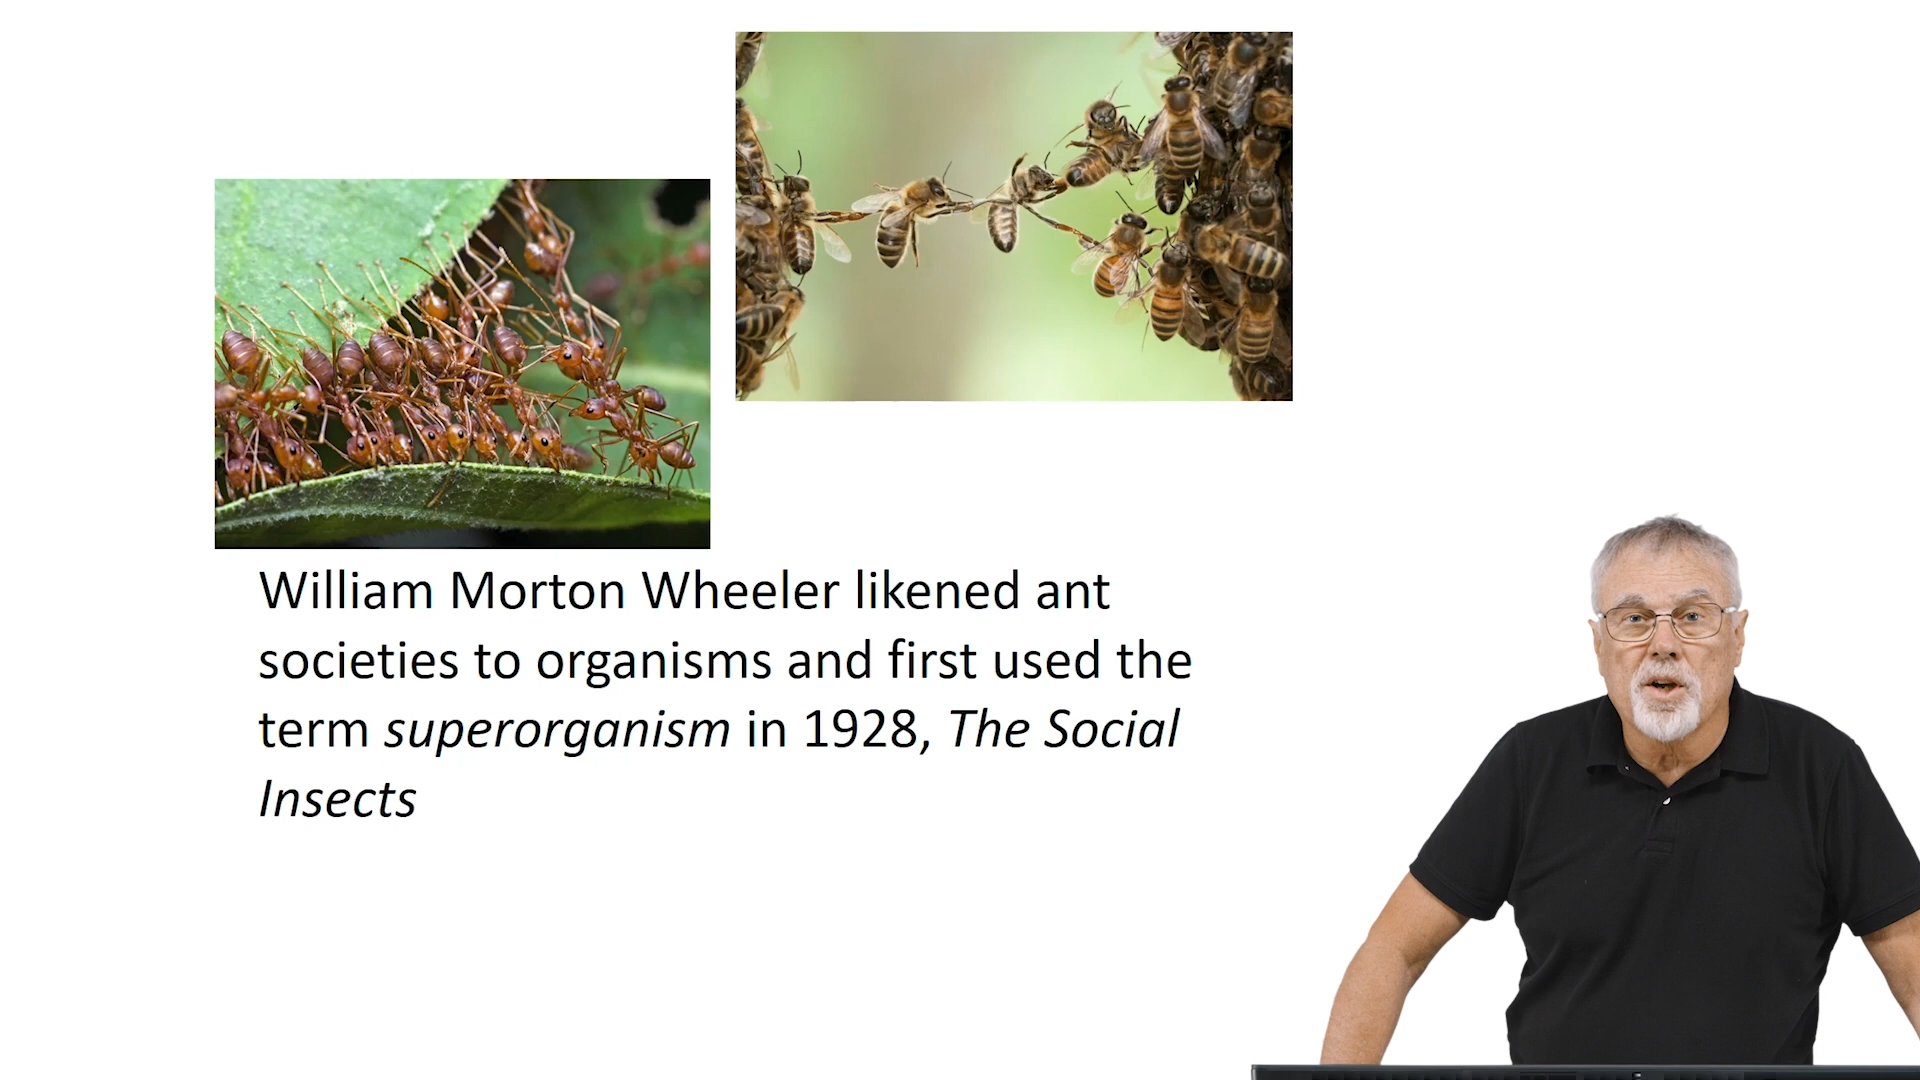 William Morton Wheeler likened ant
societies to organisms and first used the
term superorganism in 1928, The Social
Insects